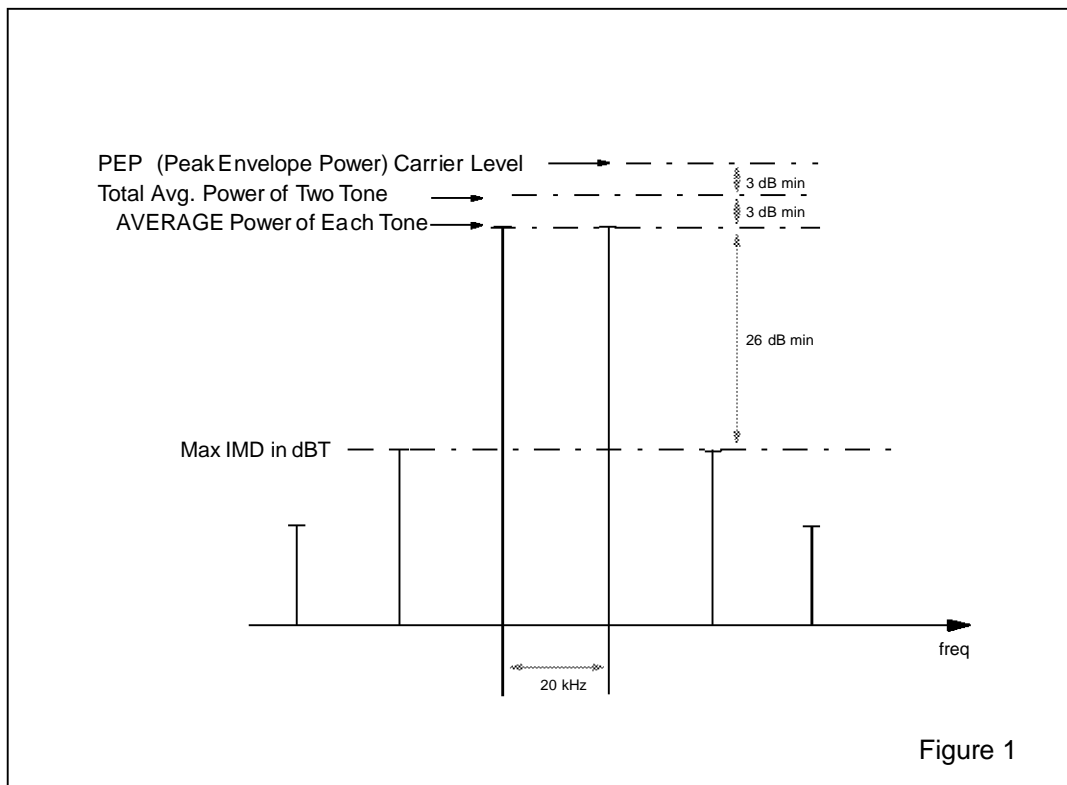 PEP (Peak Envelope Power) Carrier Level
3 dB min
Total Avg. Power of Two Tone
3 dB min
AVERAGE Power of Each Tone
26 dB min
Max IMD in dBT
freq
20 kHz
Figure 1